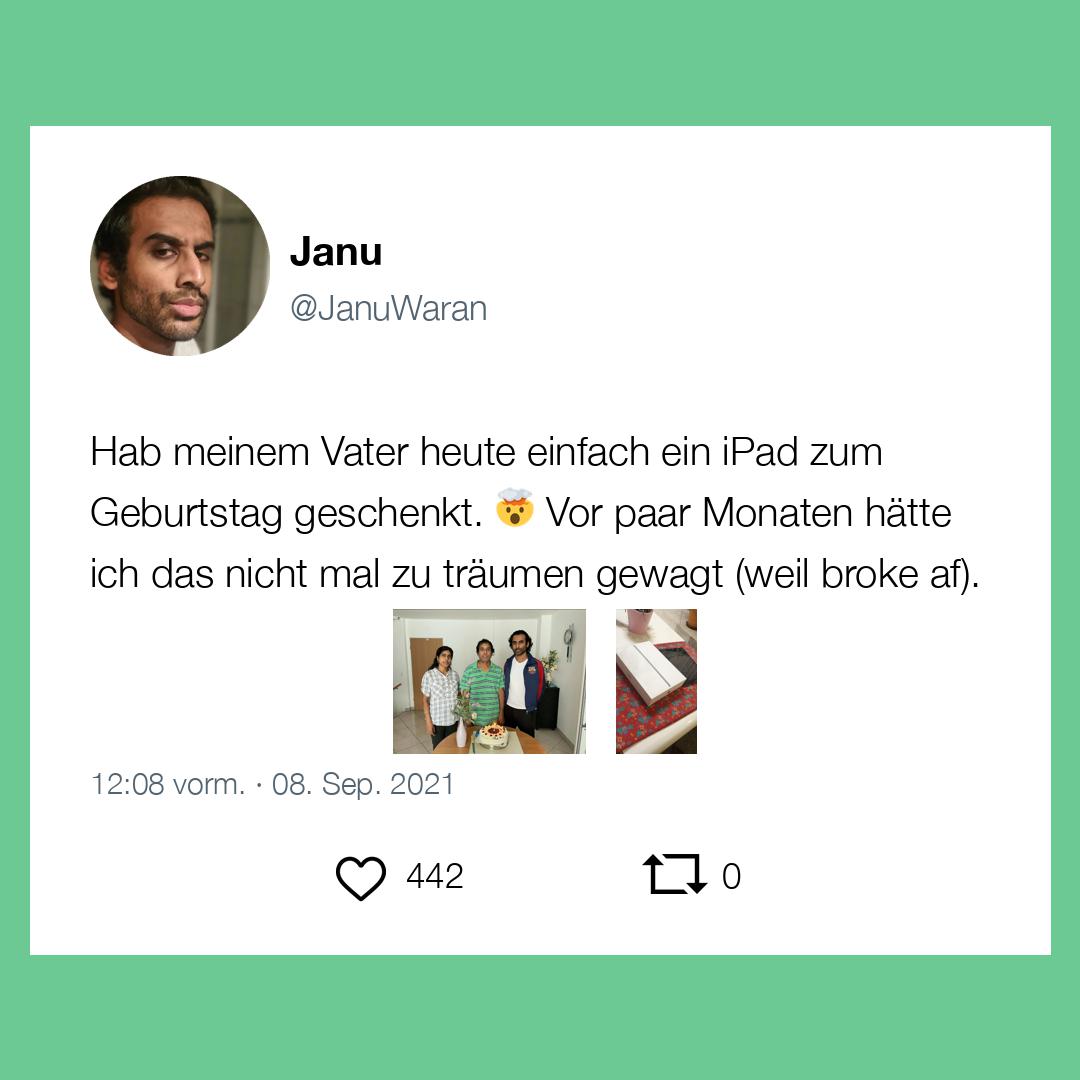 Janu
@JanuWaran
Hab meinem Vater heute einfach ein iPad zum
Geburtstag geschenkt. 🤯 Vor paar Monaten hätte
ich das nicht mal zu träumen gewagt (weil broke af).
12:08 vorm. · 08. Sep. 2021
442
0